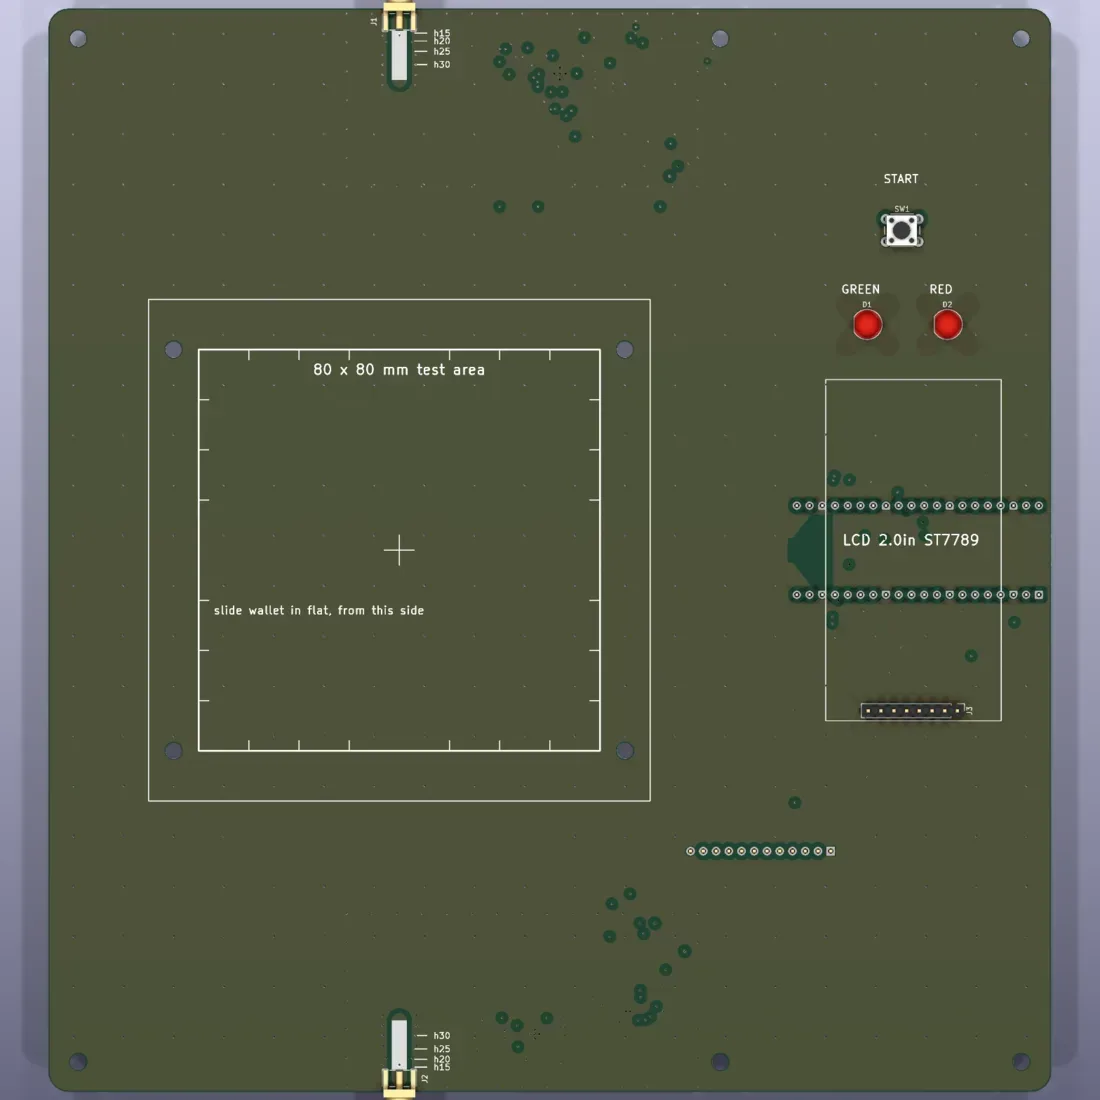 J1
h15
h20
h25
h30
START
SW1
GREEN
RED
D1
D2
80 x 80 mm test area
LCD 2.0in ST7789
slide wallet in flat, from this side
J3
h30
h25
h20
h15
J2